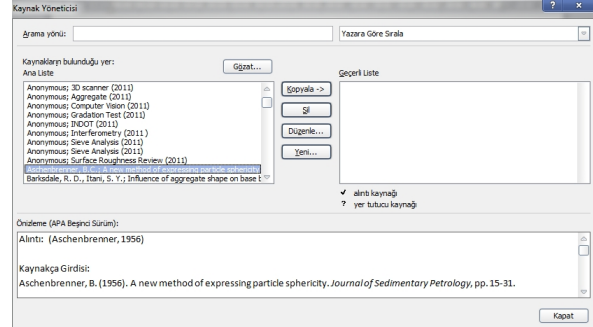 Kaynak Yöneticisi
?
x
Arama yönü:
Yazara Göre Sırala
Kaynakların bulunduğu yer:
Ana Liste
Gözat...
Geçerli Liste
Anonymous; 3D scanner (2011)
Anonymous; Aggregate (2011)
Anonymous; Computer Vision (2011)
Anonymous; Gradation Test (2011)
Anonymous; INDOT (2011)
Anonymous; Interferometry (2011 )
Anonymous; Sieve Analysis (2011)
Anonymous; Sieve Analysis (2011)
Anonymous; Surface Roughness Review (2011)
Aschenbrenner, B.C.; A new method of expressing particle sphericity
Barksdale, R. D., Itani, S. Y.; Influence of aggregate shape on base t
Kopyala ->
Sil
Düzenle...
Yeni...
✓ alıntı kaynağı
? yer tutucu kaynağı
Önizleme (APA Beşinci Sürüm):
Alıntı: (Aschenbrenner, 1956)
Kaynakça Girdisi:
Aschenbrenner, B. (1956). A new method of expressing particle sphericity. Journal of Sedimentary Petrology, pp. 15-31.
Kapat